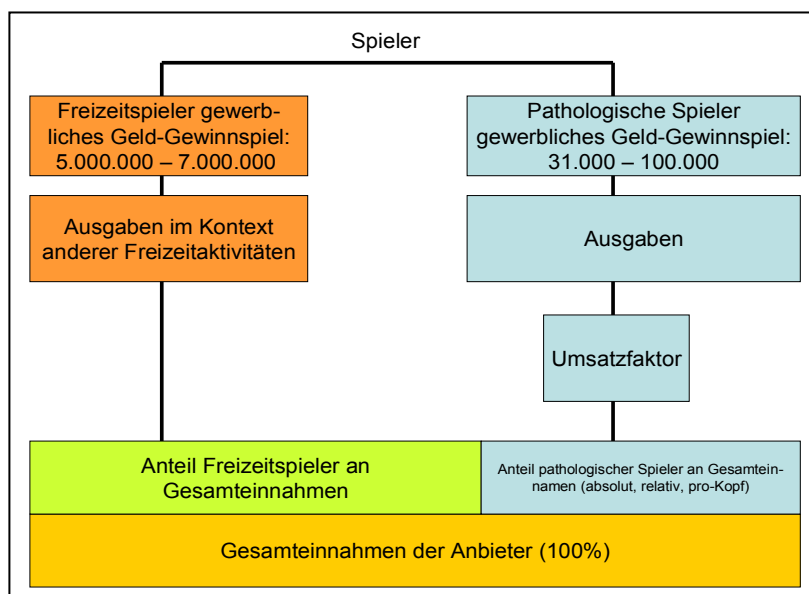 Spieler
Freizeitspieler gewerb-
liches Geld-Gewinnspiel:
5.000.000 – 7.000.000
Pathologische Spieler
gewerbliches Geld-Gewinnspiel:
31.000 – 100.000
Ausgaben im Kontext
anderer Freizeitaktivitäten
Ausgaben
Umsatzfaktor
Anteil Freizeitspieler an
Gesamteinnahmen
Anteil pathologischer Spieler an Gesamtein-
namen (absolut, relativ, pro-Kopf)
Gesamteinnahmen der Anbieter (100%)